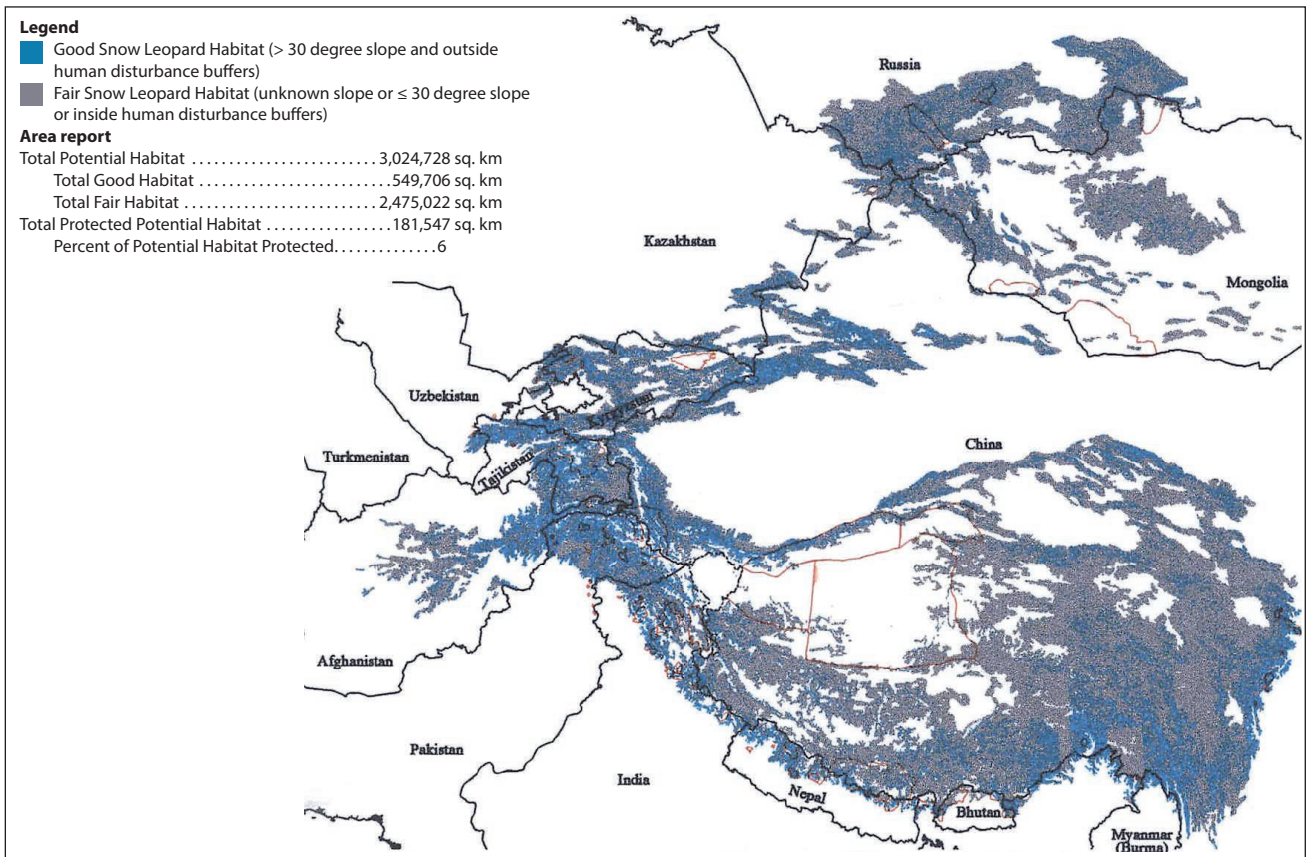 Legend
Good Snow Leopard Habitat (> 30 degree slope and outside
human disturbance buffers)
Fair Snow Leopard Habitat (unknown slope or ≤ 30 degree slope
or inside human disturbance buffers)
Area report
Total Potential Habitat ......................... 3,024,728 sq. km
Total Good Habitat ..........................549,706 sq. km
Total Fair Habitat ..........................2,475,022 sq. km
Total Protected Potential Habitat .................181,547 sq. km
Percent of Potential Habitat Protected..............6
Russia
Kazakhstan
Mongolia
Uzbekistan
Kyrgyzstan
China
Turkmenistan
Tajikistan
Afghanistan
Pakistan
India
Nepal
Bhutan
Myanmar
(Burma)